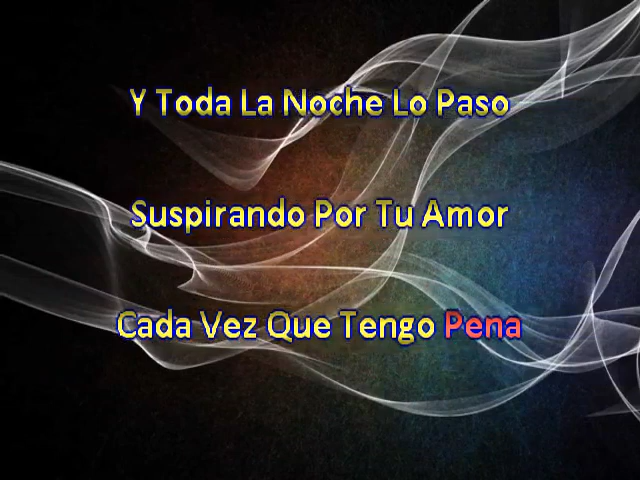 Y Toda La Noche Lo Paso
Suspirando Por Tu Amor
Cada Vez Que Tengo Pena